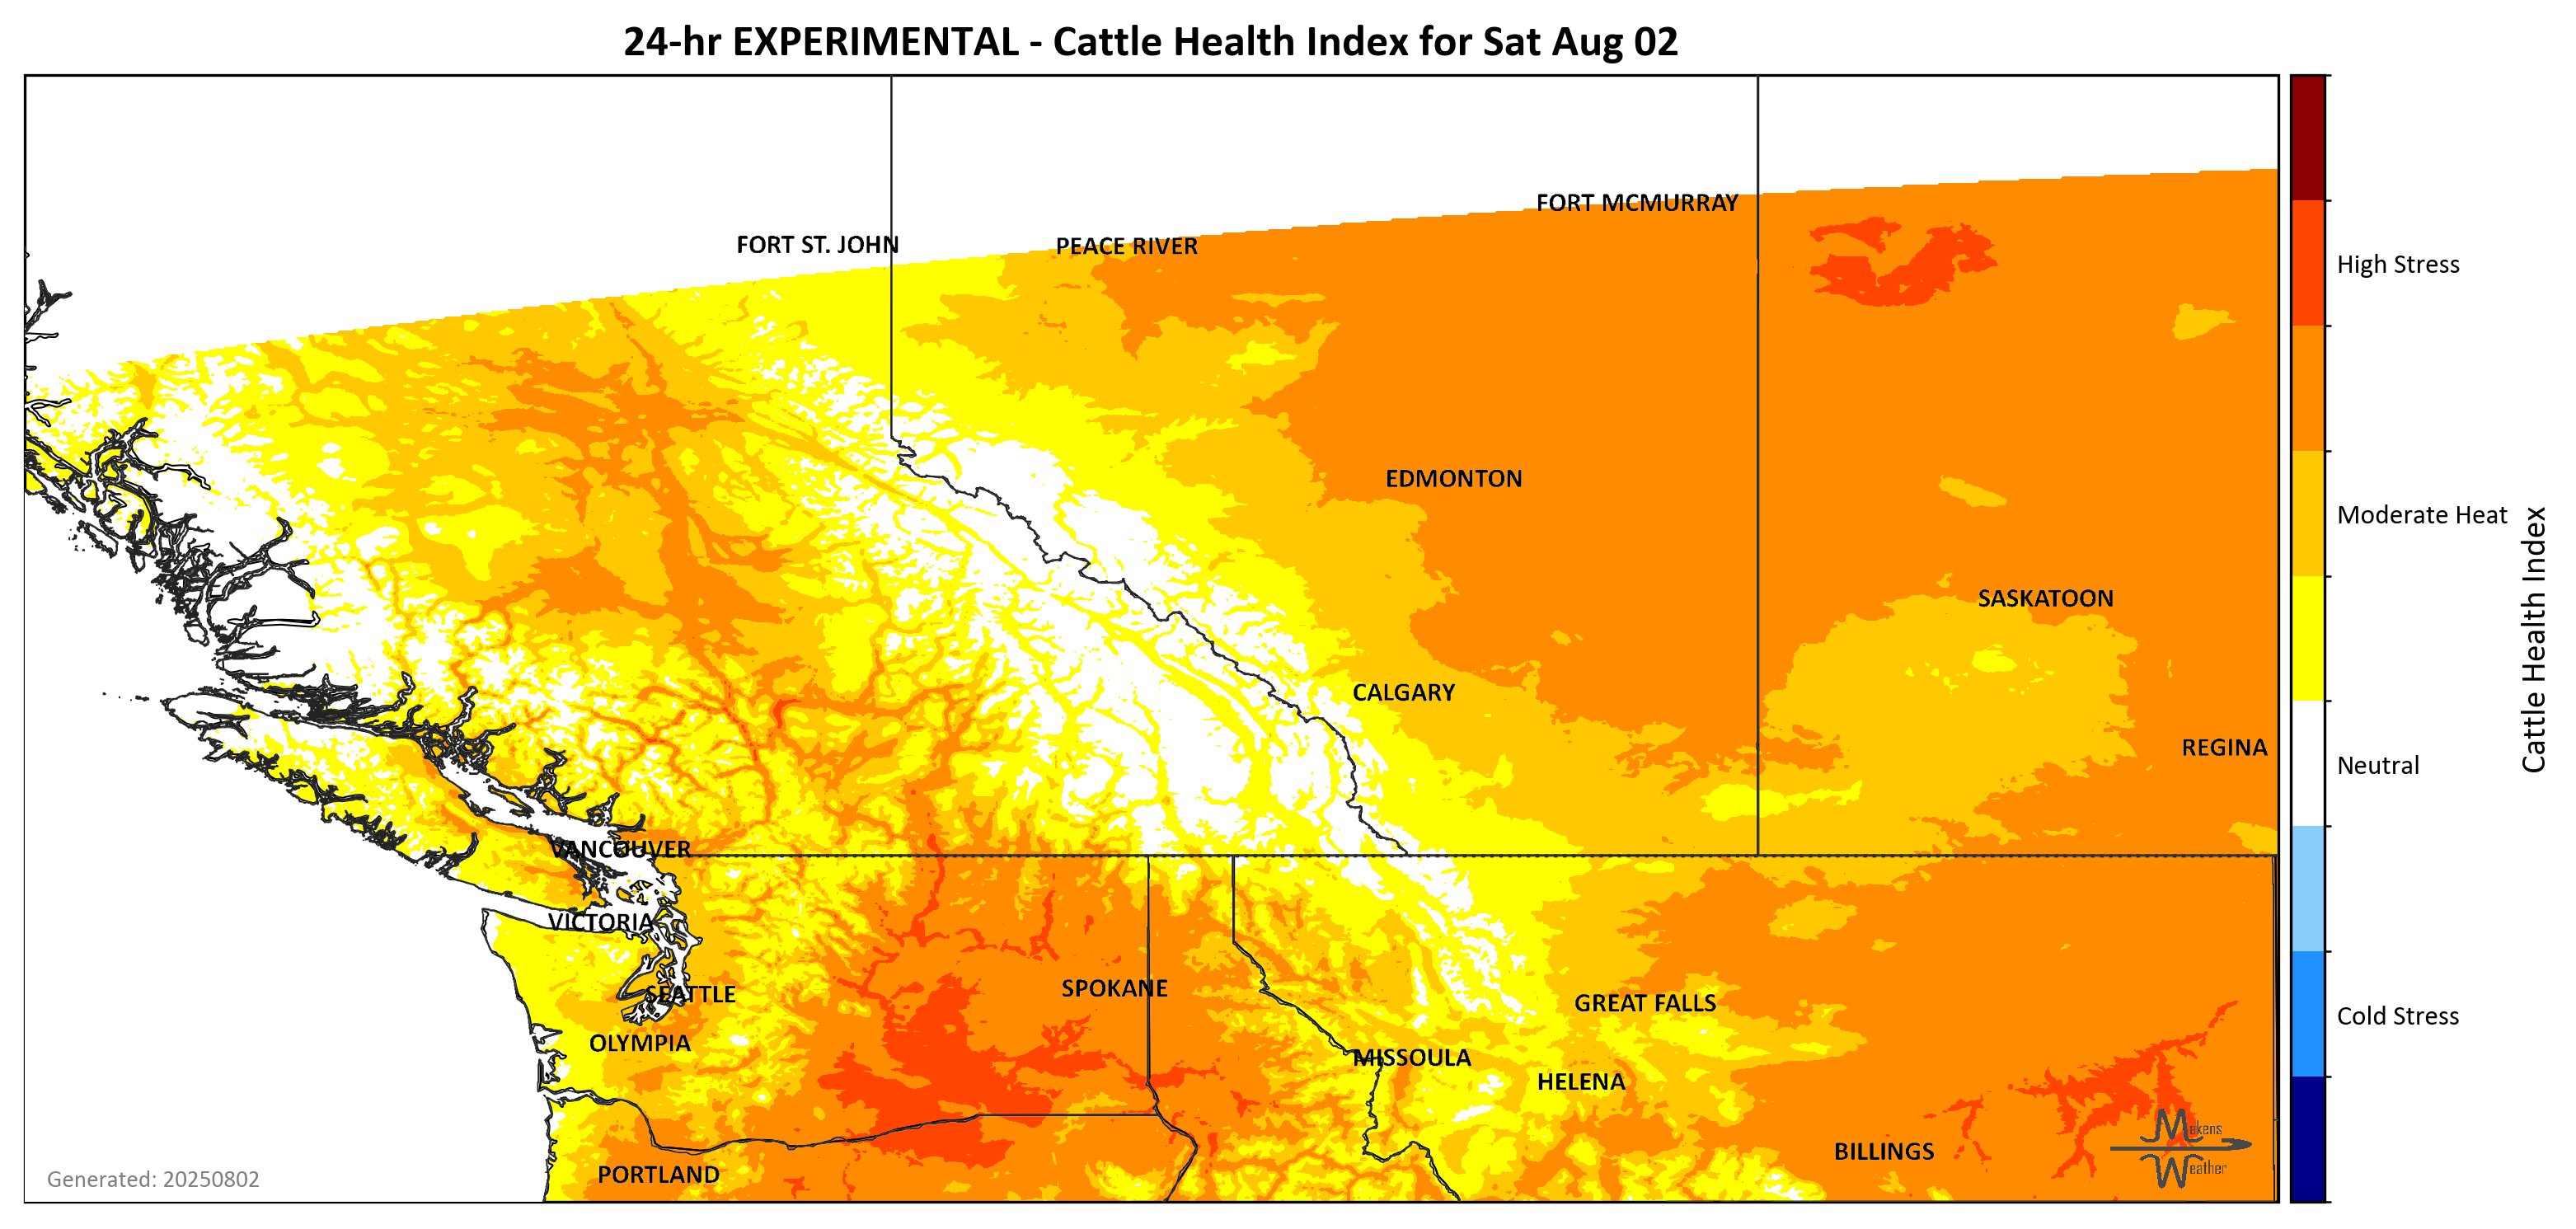 24-hr EXPERIMENTAL - Cattle Health Index for Sat Aug 02
FORT MCMURRAY
FORT ST. JOHN
PEACE RIVER
High Stress
EDMONTON
Moderate Heat
SASKATOON
CALGARY
REGINA
Neutral
Cattle Health Index
VANCOUVER
VICTORIA
SEATTLE
SPOKANE
GREAT FALLS
Cold Stress
OLYMPIA
MISSOULA
HELENA
Makens
Weather
BILLINGS
PORTLAND
Generated: 20250802